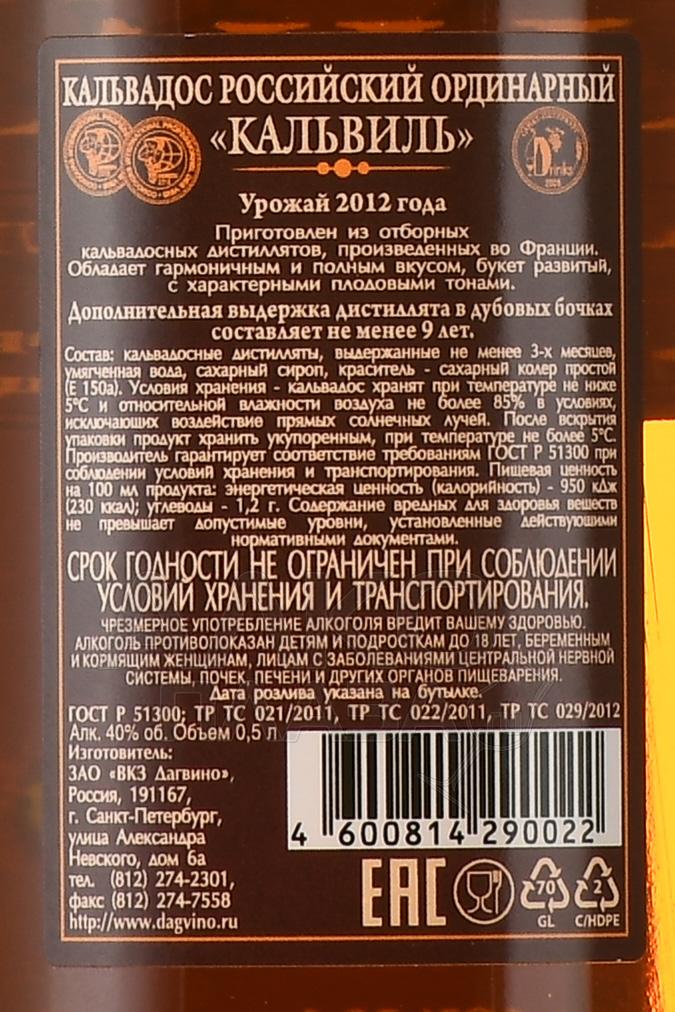 КАЛЬВАДОС РОССИЙСКИЙ ОРДИНАРНЫЙ
«КАЛЬВИЛЬ»
Drinks
Урожай 2012 года
Приготовлен из отборных
кальвадосных дистиллятов, произведенных во Франции.
Обладает гармоничным и полным вкусом, букет развитый,
с характерными плодовыми тонами.
Дополнительная выдержка дистиллята в дубовых бочках
составляет не менее 9 лет.
Состав: кальвадосные дистилляты, выдержанные не менее 3-х месяцев,
умягченная вода, сахарный сироп, краситель - сахарный колер простой
(Е 150а). Условия хранения - кальвадос хранят при температуре не ниже
5°С и относительной влажности воздуха не более 85% в условиях,
исключающих воздействие прямых солнечных лучей. После вскрытия
упаковки продукт хранить укупоренным, при температуре не более 5°С.
Производитель гарантирует соответствие требованиям ГОСТ Р 51300 при
соблюдении условий хранения и транспортирования. Пищевая ценность
на 100 мл продукта: энергетическая ценность (калорийность) - 950 кДж
(230 ккал); углеводы - 1,2 г. Содержание вредных для здоровья веществ
не превышает допустимые уровни, установленные действующими
нормативными документами.
СРОК ГОДНОСТИ НЕ ОГРАНИЧЕН ПРИ СОБЛЮДЕНИИ
УСЛОВИЙ ХРАНЕНИЯ И ТРАНСПОРТИРОВАНИЯ.
ЧРЕЗМЕРНОЕ УПОТРЕБЛЕНИЕ АЛКОГОЛЯ ВРЕДИТ ВАШЕМУ ЗДОРОВЬЮ.
АЛКОГОЛЬ ПРОТИВОПОКАЗАН ДЕТЯМ И ПОДРОСТКАМ ДО 18 ЛЕТ, БЕРЕМЕННЫМ
И КОРМЯЩИМ ЖЕНЩИНАМ, ЛИЦАМ С ЗАБОЛЕВАНИЯМИ ЦЕНТРАЛЬНОЙ НЕРВНОЙ
СИСТЕМЫ, ПОЧЕК, ПЕЧЕНИ И ДРУГИХ ОРГАНОВ ПИЩЕВАРЕНИЯ.
Дата розлива указана на бутылке.
ГОСТ Р 51300; ТР ТС 021/2011, ТР ТС 022/2011, ТР ТС 029/2012
Алк. 40% об. Объем 0,5 л
Изготовитель:
ЗАО «ВКЗ Дагвино»,
Россия, 191167,
г. Санкт-Петербург,
улица Александра
Невского, дом 6а
тел. (812) 274-2301,
факс (812) 274-7558
http://www.dagvino.ru
4 600814 290022
ЕАС
70
GL
2
C/HDPE